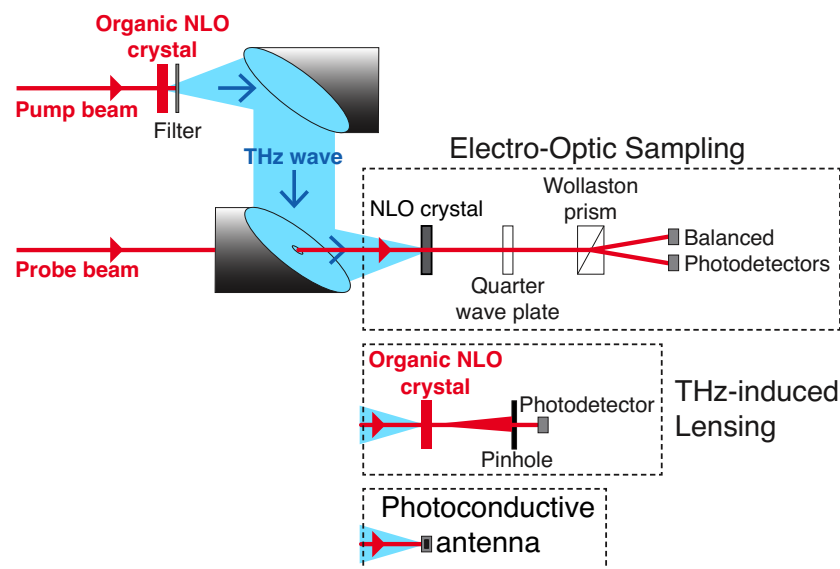 Organic NLO
crystal
Pump beam
Filter
THz wave
Probe beam
Electro-Optic Sampling
NLO crystal
Wollaston
prism
Balanced
Photodetectors
Quarter
wave plate
Organic NLO
crystal
Photodetector
Pinhole
THz-induced
Lensing
Photoconductive
antenna